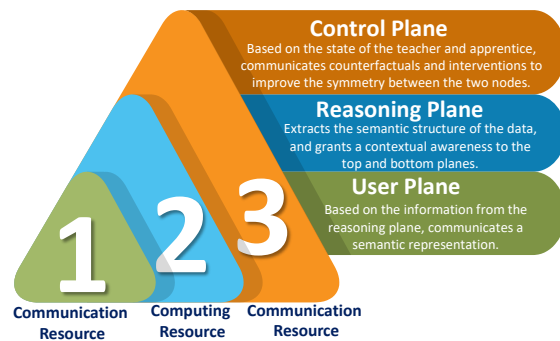 Control Plane
Based on the state of the teacher and apprentice,
communicates counterfactuals and interventions to
improve the symmetry between the two nodes.
Reasoning Plane
Extracts the semantic structure of the data,
and grants a contextual awareness to the
top and bottom planes.
User Plane
Based on the information from the
reasoning plane, communicates a
semantic representation.
1
2
3
Communication
Resource
Computing
Resource
Communication
Resource